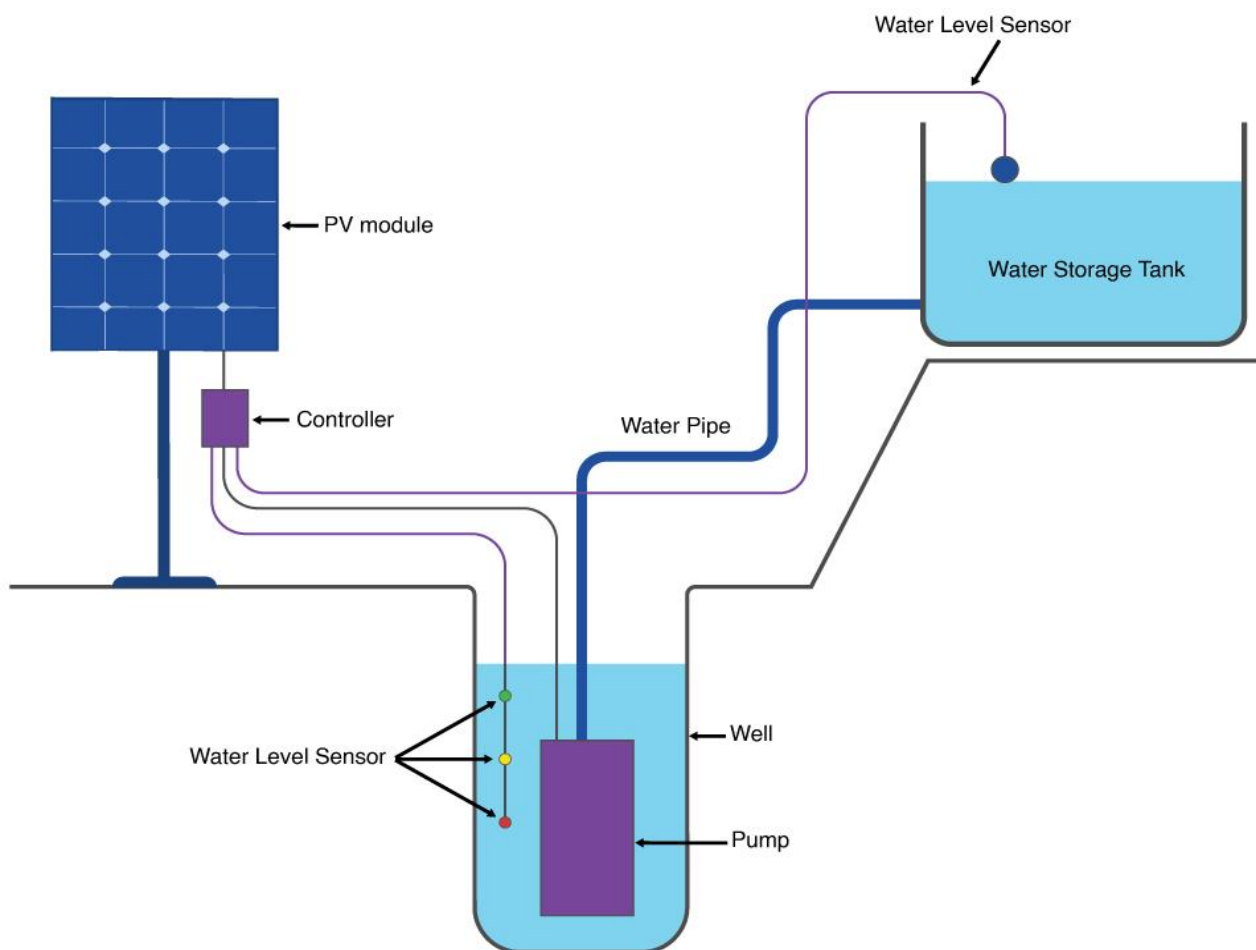 Water Level Sensor
PV module
Water Storage Tank
Controller
Water Pipe
Well
Water Level Sensor
Pump